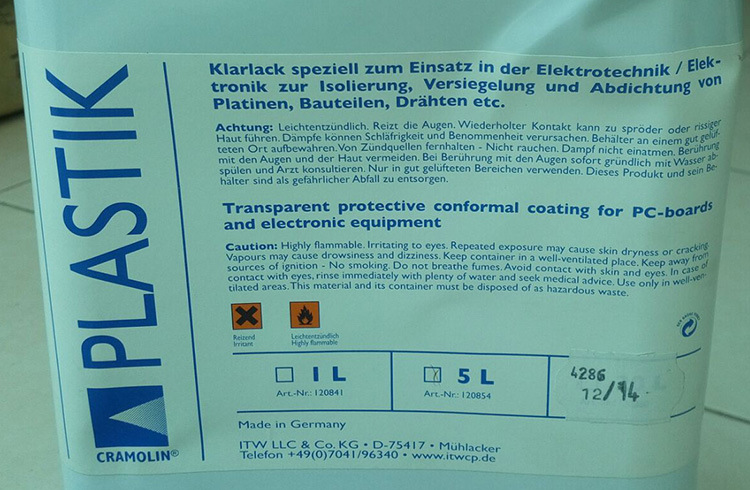 PLASTIK
CRAMOLIN®
Klarlack speziell zum Einsatz in der Elektrotechnik / Elek-
tronik zur Isolierung, Versiegelung und Abdichtung von
Platinen, Bauteilen, Drähten etc.
Achtung: Leichtentzündlich. Reizt die Augen. Wiederholter Kontakt kann zu spröder oder rissiger
Haut führen. Dämpfe können Schläfrigkeit und Benommenheit verursachen. Behälter an einem gut gelüf-
teten Ort aufbewahren. Von Zündquellen fernhalten - Nicht rauchen. Dampf nicht einatmen. Berührung
mit den Augen und der Haut vermeiden. Bei Berührung mit den Augen sofort gründlich mit Wasser ab-
spülen und Arzt konsultieren. Nur in gut gelüfteten Bereichen verwenden. Dieses Produkt und sein Be-
hälter sind als gefährlicher Abfall zu entsorgen.
Transparent protective conformal coating for PC-boards
and electronic equipment
Caution: Highly flammable. Irritating to eyes. Repeated exposure may cause skin dryness or cracking.
Vapours may cause drowsiness and dizziness. Keep container in a well-ventilated place. Keep away from
sources of ignition - No smoking. Do not breathe fumes. Avoid contact with skin and eyes. In case of
contact with eyes, rinse immediately with plenty of water and seek medical advice. Use only in well-ven-
tilated areas. This material and its container must be disposed of as hazardous waste.
Reizend
Irritant
Leichtentzündlich
Highly flammable
1 L
Art.-Nr.: 120841
5 L
Art.-Nr.: 120854
4286
12/14
Made in Germany
ITW LLC & Co. KG • D-75417 • Mühlacker
Telefon +49(0)7041/96340 • www.itwcp.de